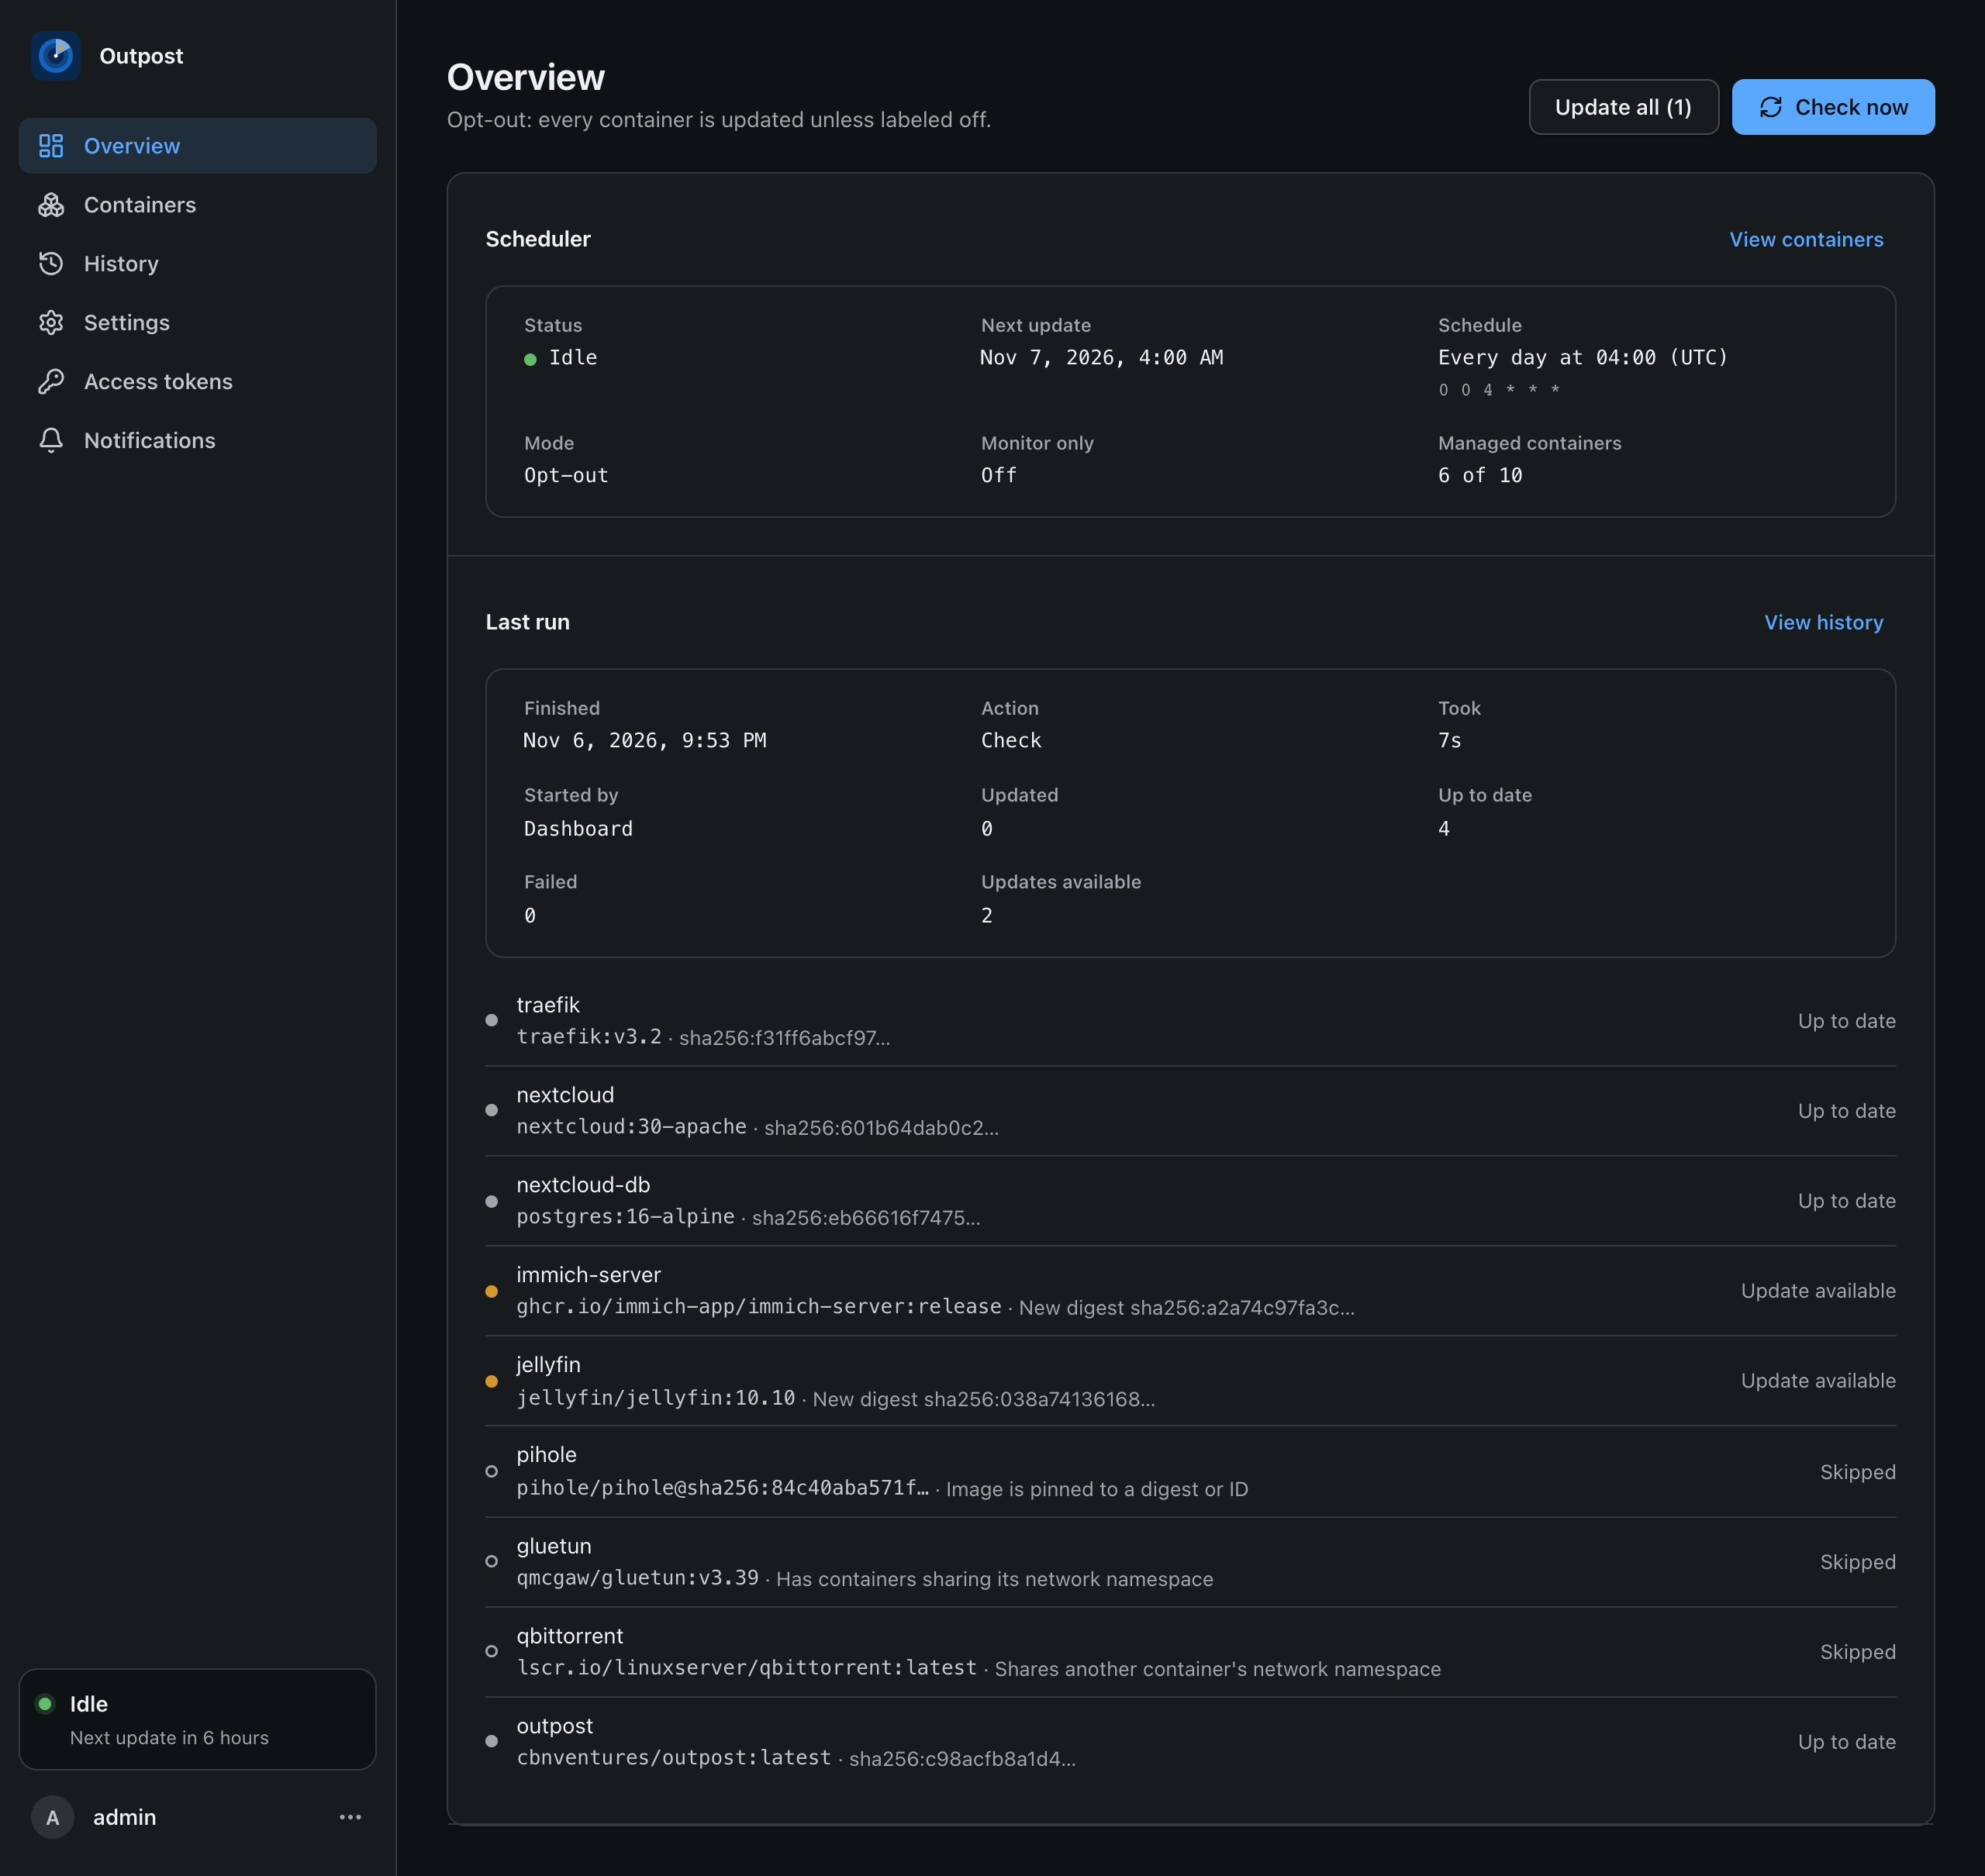 Outpost
Overview
Containers
History
Settings
Access tokens
Notifications
Idle
Next update in 6 hours
A
admin
Overview
Opt-out: every container is updated unless labeled off.
Update all (1)
Check now
Scheduler
View containers
Status
Idle
Next update
Nov 7, 2026, 4:00 AM
Schedule
Every day at 04:00 (UTC)
0 0 4 * * *
Mode
Opt-out
Monitor only
Off
Managed containers
6 of 10
Last run
View history
Finished
Nov 6, 2026, 9:53 PM
Action
Check
Took
7s
Started by
Dashboard
Updated
0
Up to date
4
Failed
0
Updates available
2
traefik
traefik:v3.2 · sha256:f31ff6abcf97...
Up to date
nextcloud
nextcloud:30-apache · sha256:601b64dab0c2...
Up to date
nextcloud-db
postgres:16-alpine · sha256:eb66616f7475...
Up to date
immich-server
ghcr.io/immich-app/immich-server:release · New digest sha256:a2a74c97fa3c...
Update available
jellyfin
jellyfin/jellyfin:10.10 · New digest sha256:038a74136168...
Update available
pihole
pihole/pihole@sha256:84c40aba571f… · Image is pinned to a digest or ID
Skipped
gluetun
qmcgaw/gluetun:v3.39 · Has containers sharing its network namespace
Skipped
qbittorrent
lscr.io/linuxserver/qbittorrent:latest · Shares another container's network namespace
Skipped
outpost
cbnventures/outpost:latest · sha256:c98acfb8a1d4...
Up to date